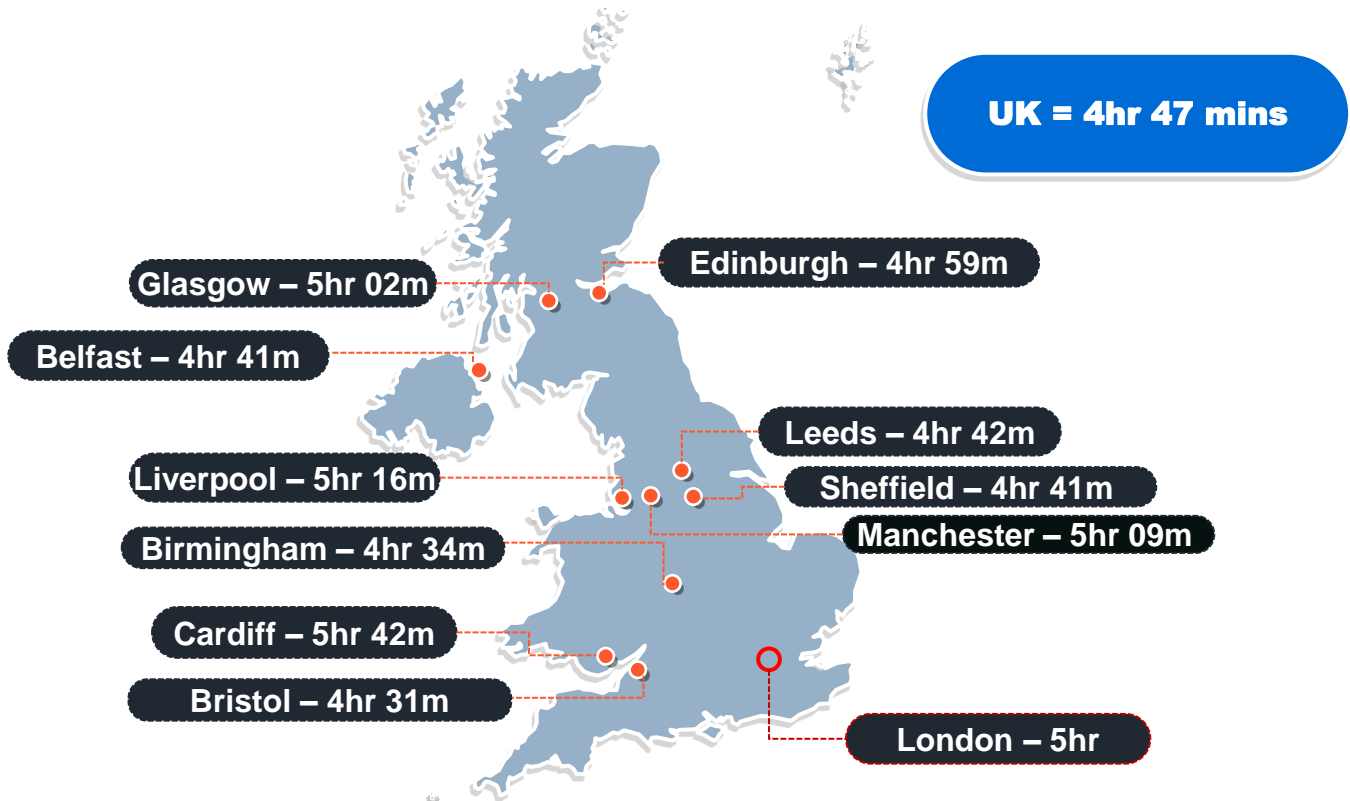 UK = 4hr 47 mins
Edinburgh – 4hr 59m
Glasgow – 5hr 02m
Belfast – 4hr 41m
Leeds – 4hr 42m
Liverpool – 5hr 16m
Sheffield – 4hr 41m
Manchester – 5hr 09m
Birmingham – 4hr 34m
Cardiff – 5hr 42m
Bristol – 4hr 31m
London – 5hr